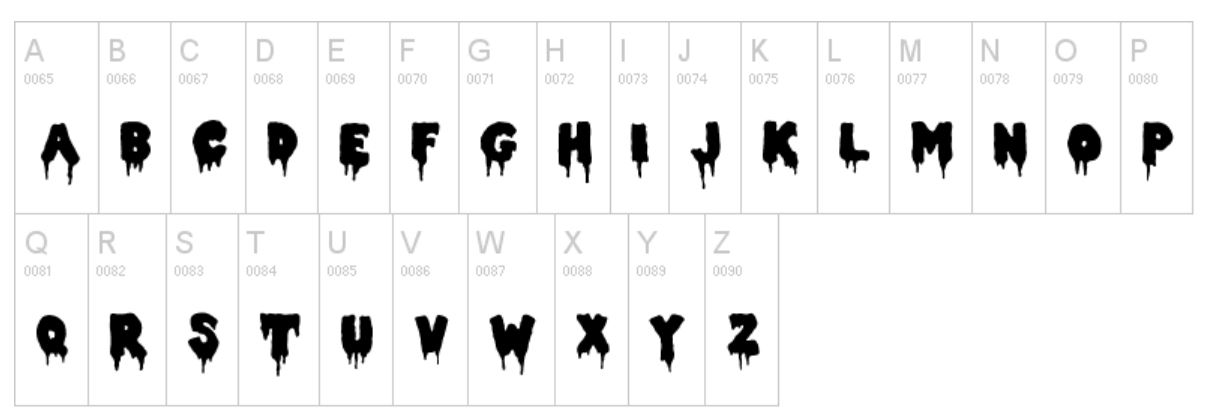 A B C D E F G H I J K L M N O P
0065 0066 0067 0068 0069 0070 0071 0072 0073 0074 0075 0076 0077 0078 0079 0080
A B C D E F G H I J K L M N O P
Q R S T U V W X Y Z
0081 0082 0083 0084 0085 0086 0087 0088 0089 0090
Q R S T U V W X Y Z